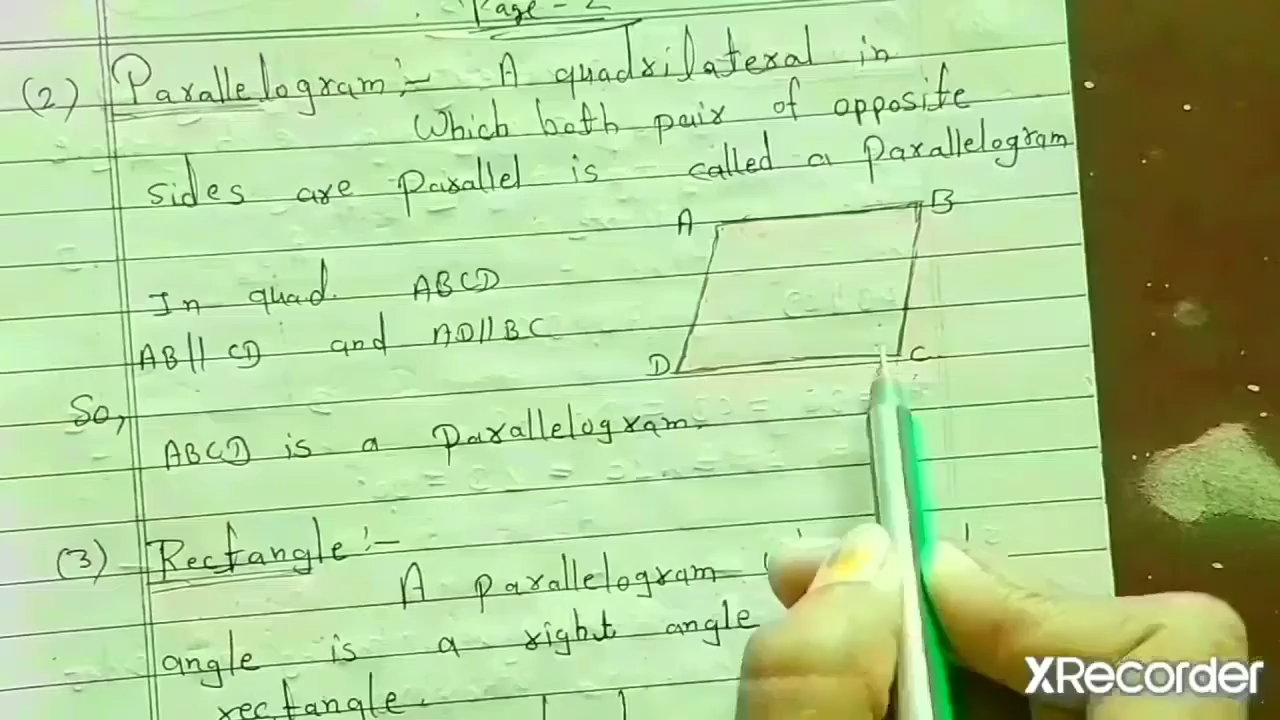 Page - 2
(2) Parallelogram :- A quadrilateral in
Which both pair of opposite
sides are parallel is called a parallelogram
A B
In quad. ABCD
AB || CD and AD || BC
D C
So,
ABCD is a parallelogram.
(3) Rectangle :-
A parallelogram
angle is a right angle
rectangle.
XRecorder